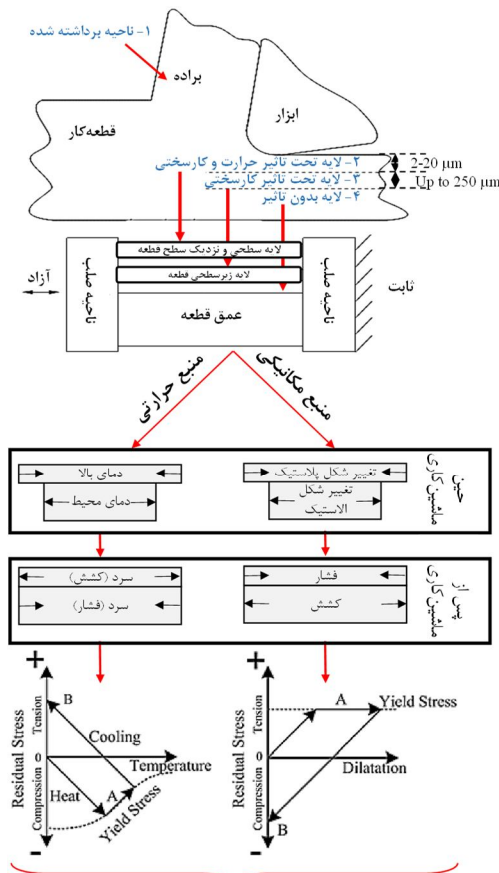 ۱- ناحیه برداشته شده
براده
ابزار
قطعه‌کار
۲- لایه تحت تاثیر حرارت و کارسختی
2-20 μm
۳- لایه تحت تاثیر کارسختی
Up to 250 μm
۴- لایه بدون تاثیر
لایه سطحی و نزدیک سطح قطعه
لایه زیرسطحی قطعه
عمق قطعه
ناحیه صلب
ناحیه صلب
ثابت
آزاد
منبع مکانیکی
منبع حرارتی
حین
ماشین کاری
تغییر شکل پلاستیک
تغییر شکل
الاستیک
دمای بالا
دمای محیط
پس از
ماشین کاری
فشار
کشش
سرد (کشش)
سرد (فشار)
+
Residual Stress
Tension
Compression
0
-
B
Cooling
Temperature
Heat
A
Yield Stress
+
Residual Stress
Tension
Compression
0
-
A
Yield Stress
Dilatation
B